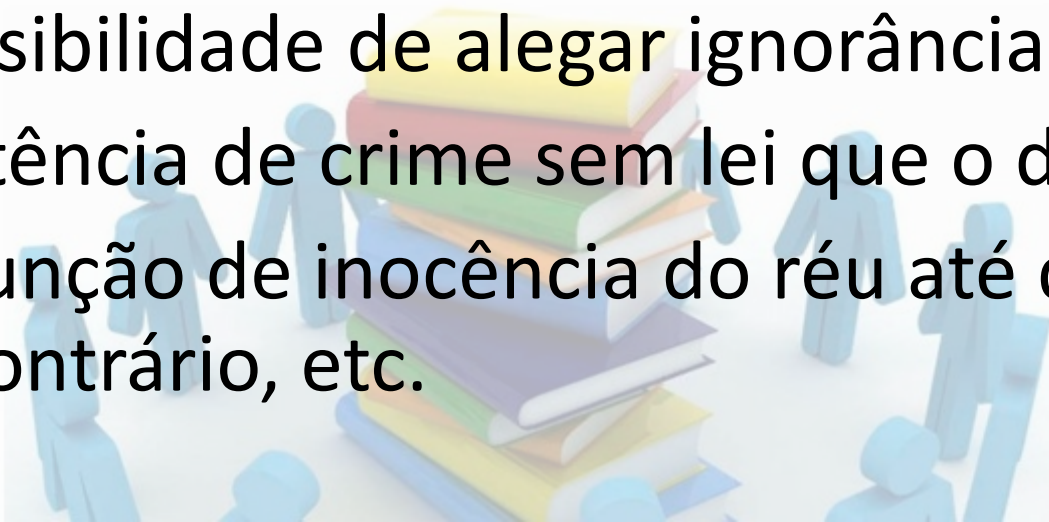 sibilidade de alegar ignorância
tência de crime sem lei que o d
unção de inocência do réu até
ontrário, etc.